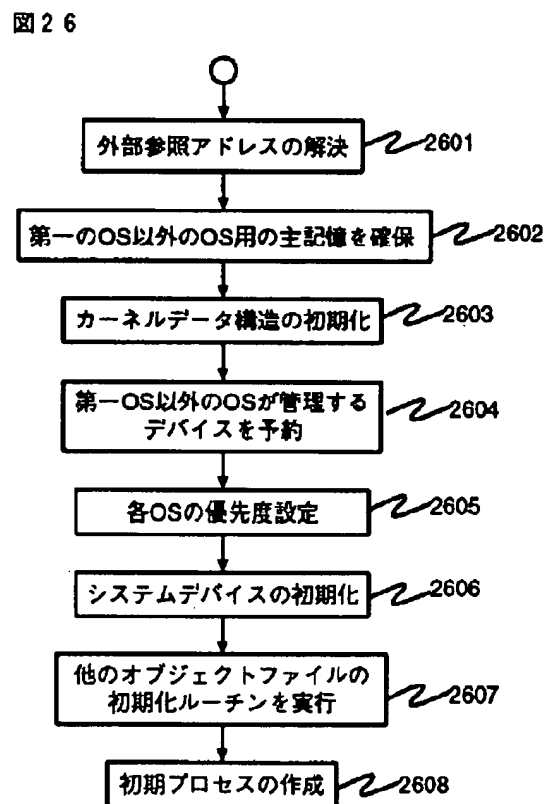 図26
外部参照アドレスの解決
2601
第一のOS以外のOS用の主記憶を確保
2602
カーネルデータ構造の初期化
2603
第一OS以外のOSが管理する
デバイスを予約
2604
各OSの優先度設定
2605
システムデバイスの初期化
2606
他のオブジェクトファイルの
初期化ルーチンを実行
2607
初期プロセスの作成
2608